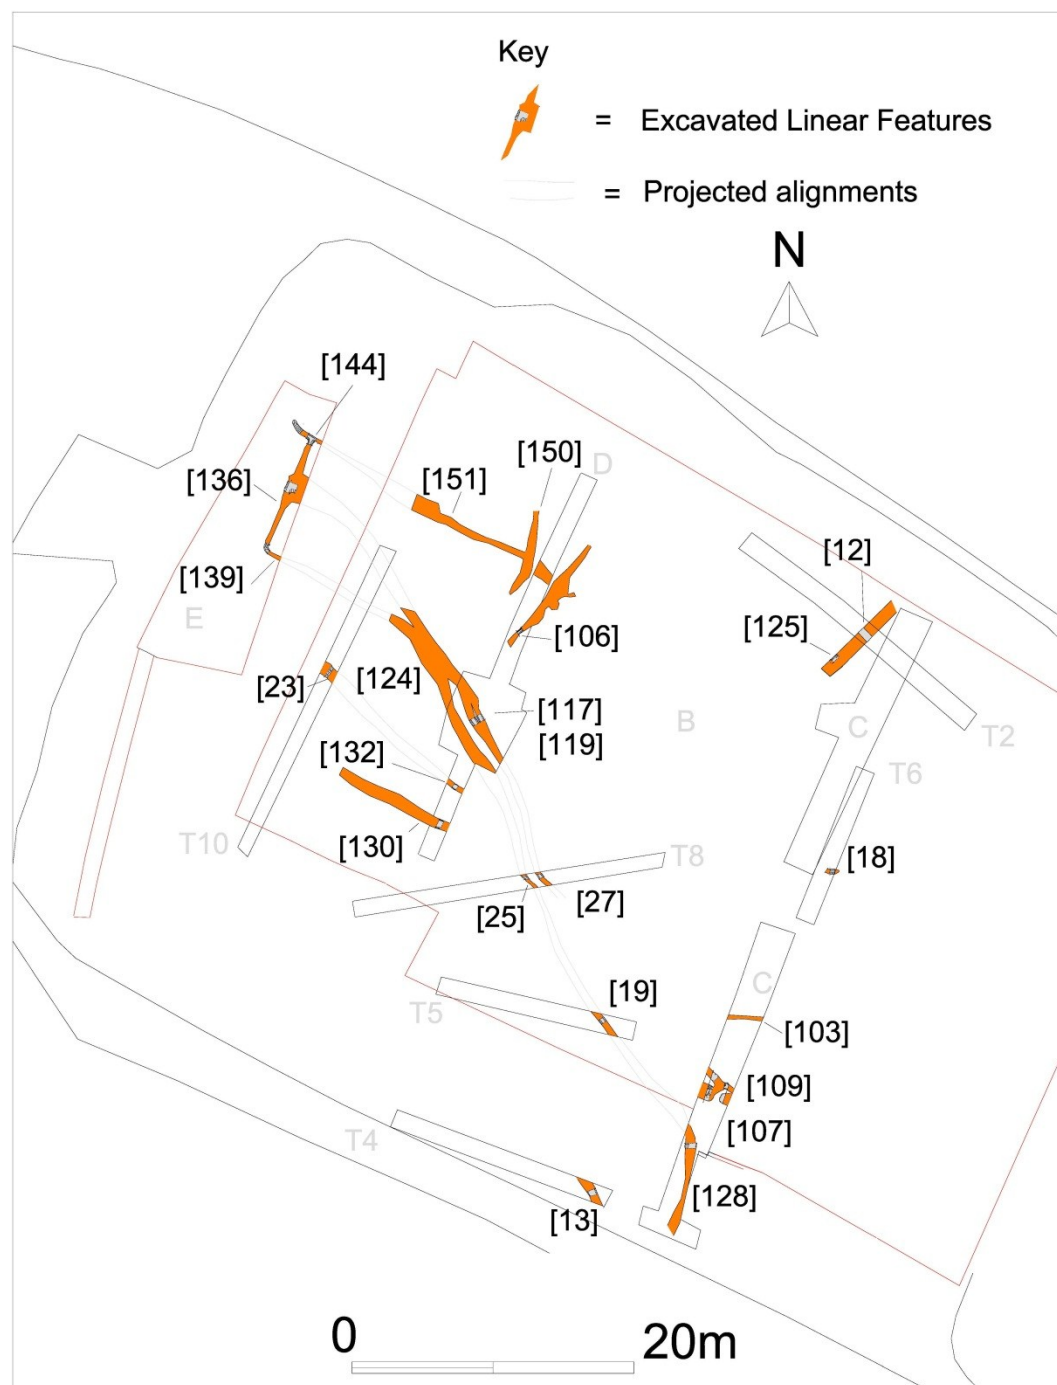 Key
= Excavated Linear Features
= Projected alignments
N
[144]
[150]
D
[151]
[136]
[12]
[139]
[125]
E
[106]
[23]
[124]
[117]
B
C
[119]
T2
[132]
T6
T10
[130]
T8
[18]
[25]
[27]
C
[19]
T5
[103]
[109]
[107]
T4
[128]
[13]
0
20m